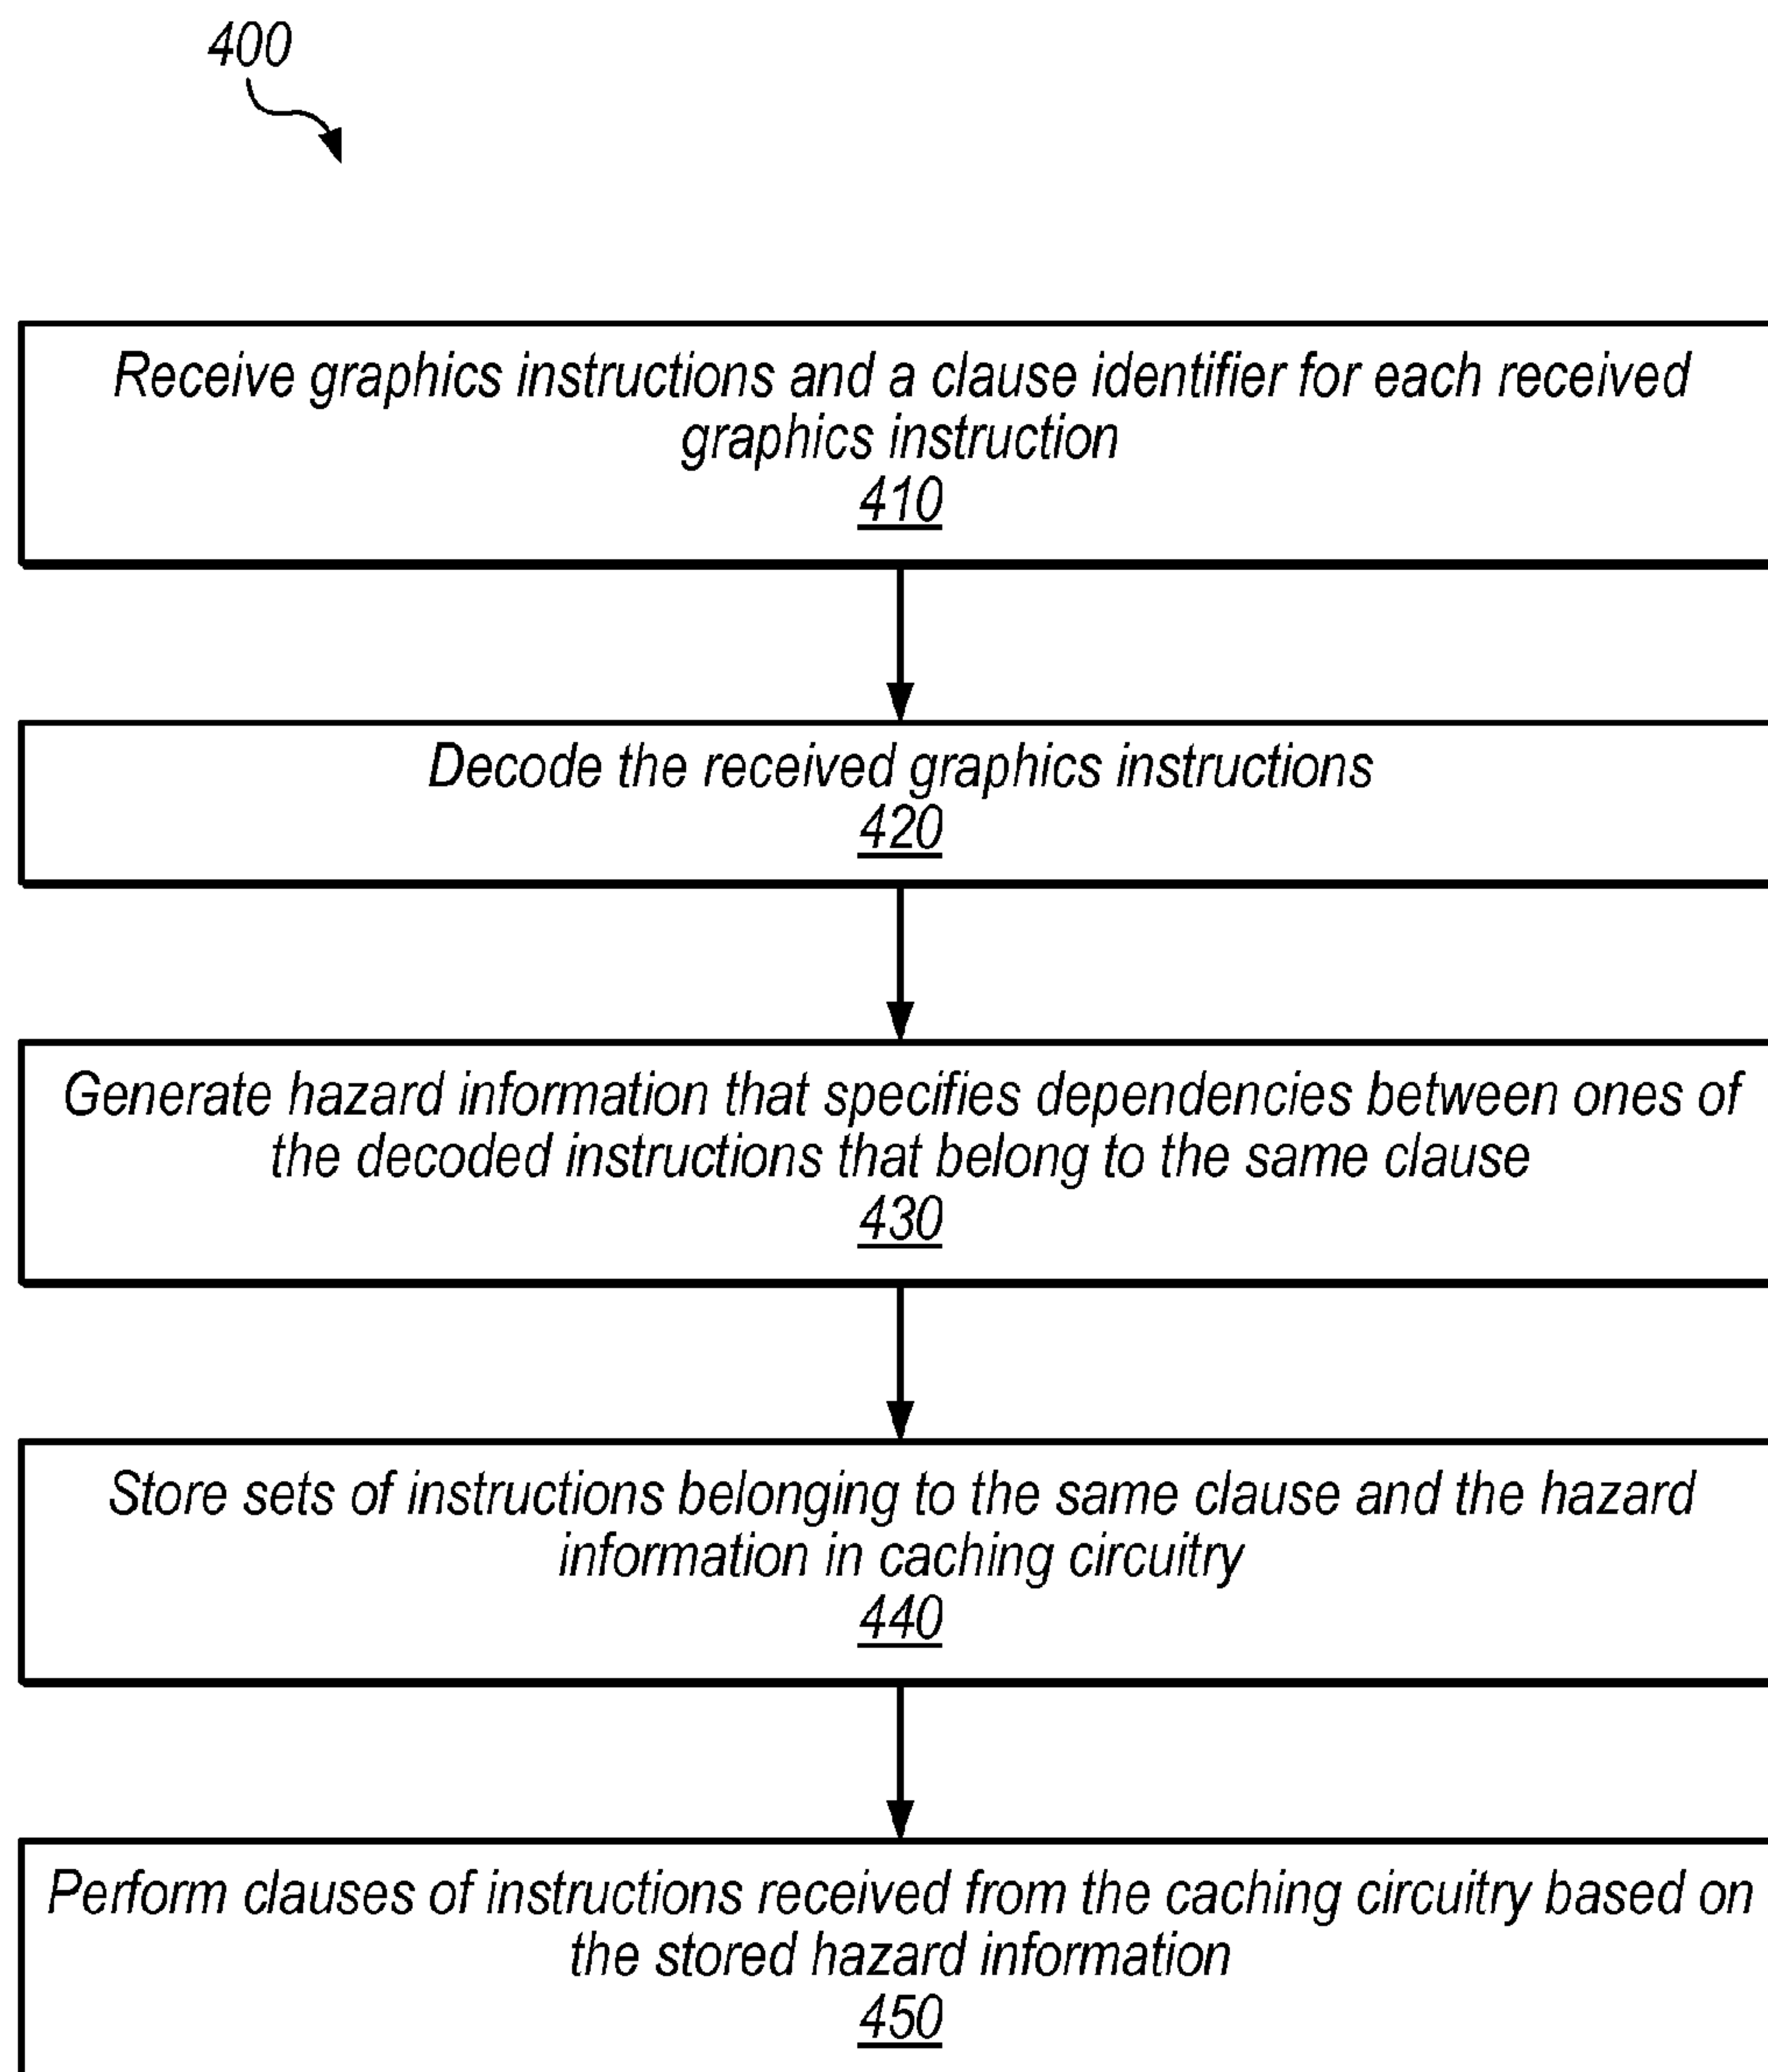 400
Receive graphics instructions and a clause identifier for each received
graphics instruction
410
Decode the received graphics instructions
420
Generate hazard information that specifies dependencies between ones of
the decoded instructions that belong to the same clause
430
Store sets of instructions belonging to the same clause and the hazard
information in caching circuitry
440
Perform clauses of instructions received from the caching circuitry based on
the stored hazard information
450